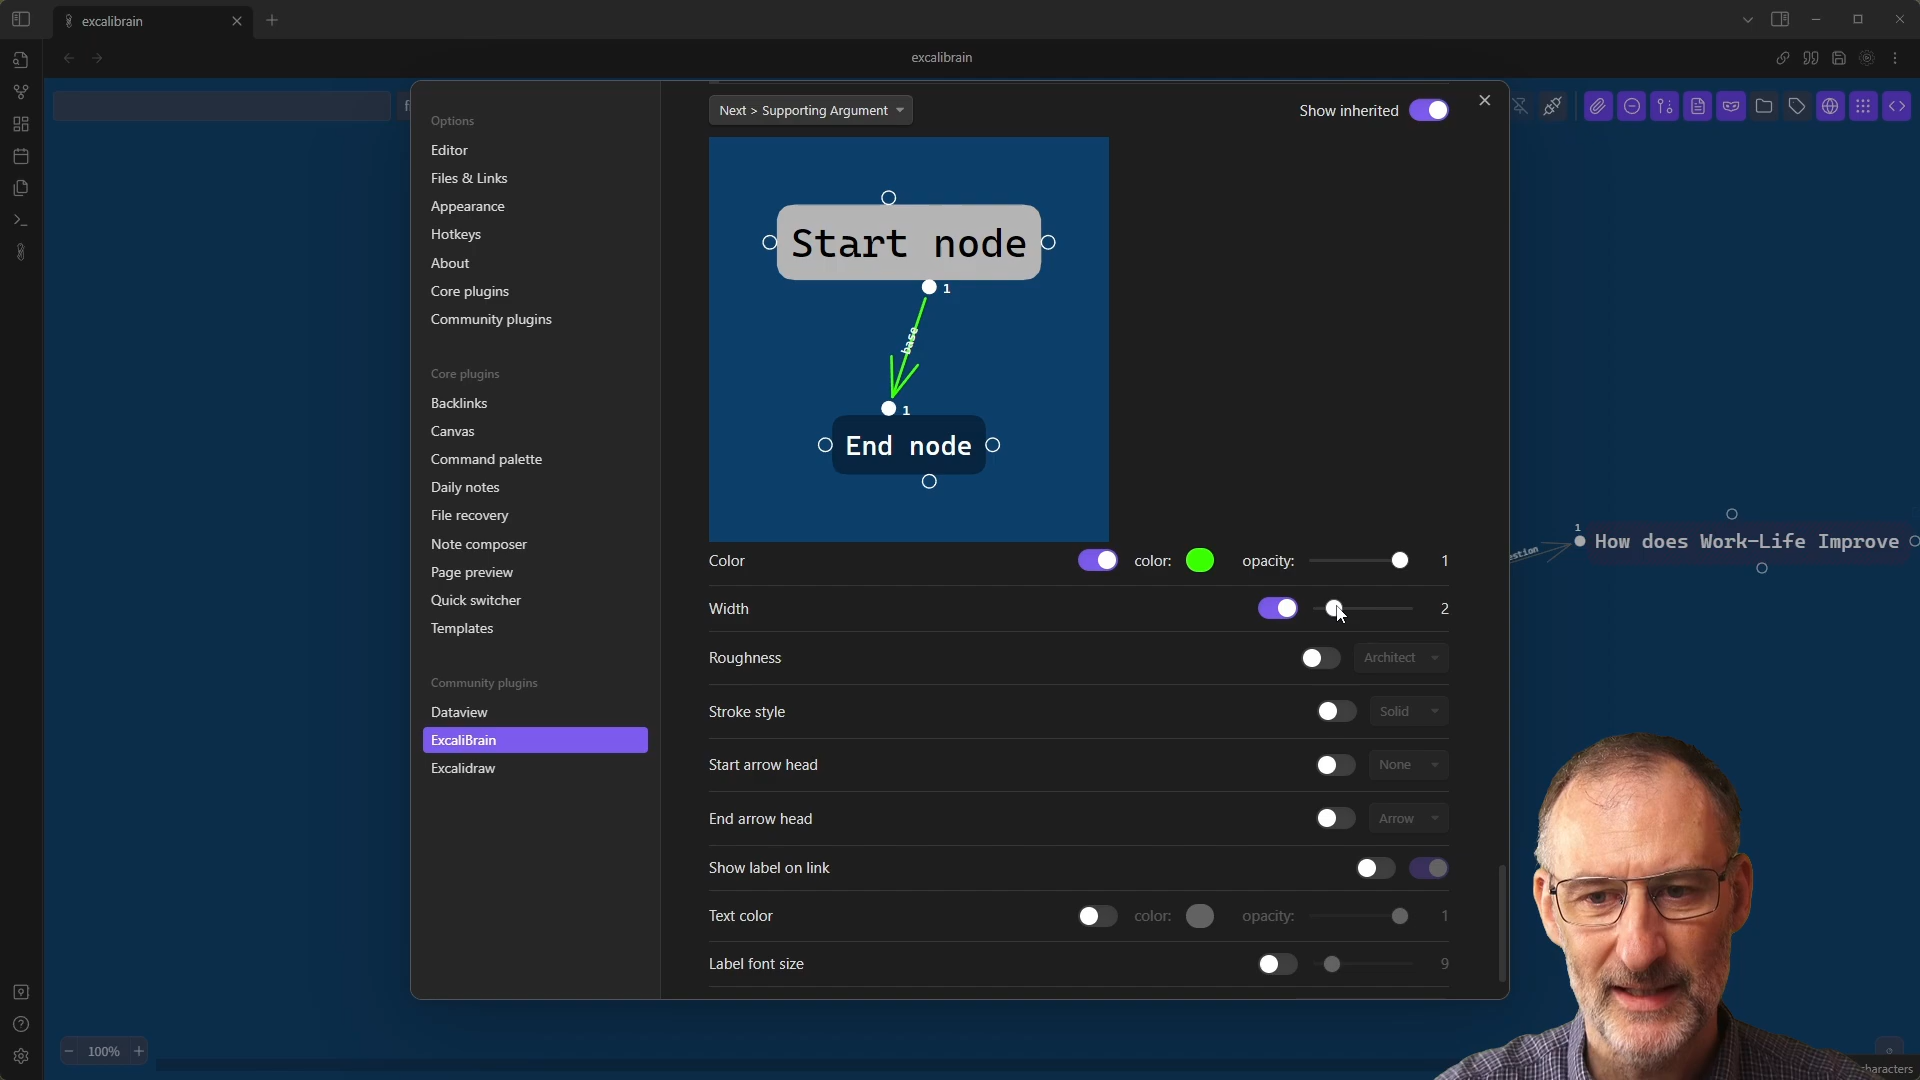 excalibrain
excalibrain
Options
Editor
Files & Links
Appearance
Hotkeys
About
Core plugins
Community plugins
Core plugins
Backlinks
Canvas
Command palette
Daily notes
File recovery
Note composer
Page preview
Quick switcher
Templates
Community plugins
Dataview
ExcaliBrain
Excalidraw
Next > Supporting Argument
Show inherited
Start node
1
base
1
End node
Color
color:
opacity:
1
Width
2
Roughness
Architect
Stroke style
Solid
Start arrow head
None
End arrow head
Arrow
Show label on link
Text color
color:
opacity:
1
Label font size
9
1
How does Work-Life Improve
100%
characters